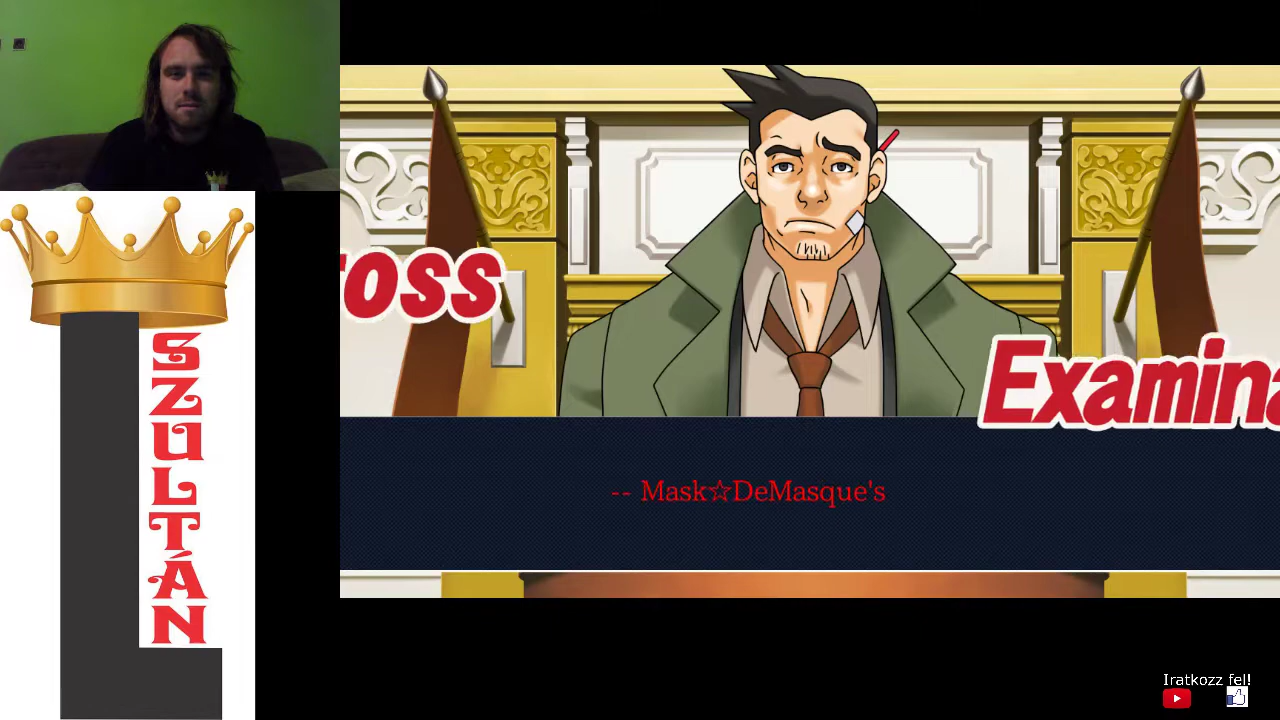 L
SZULTÁN
oss
Examina
-- Mask☆DeMasque's
Iratkozz fel!